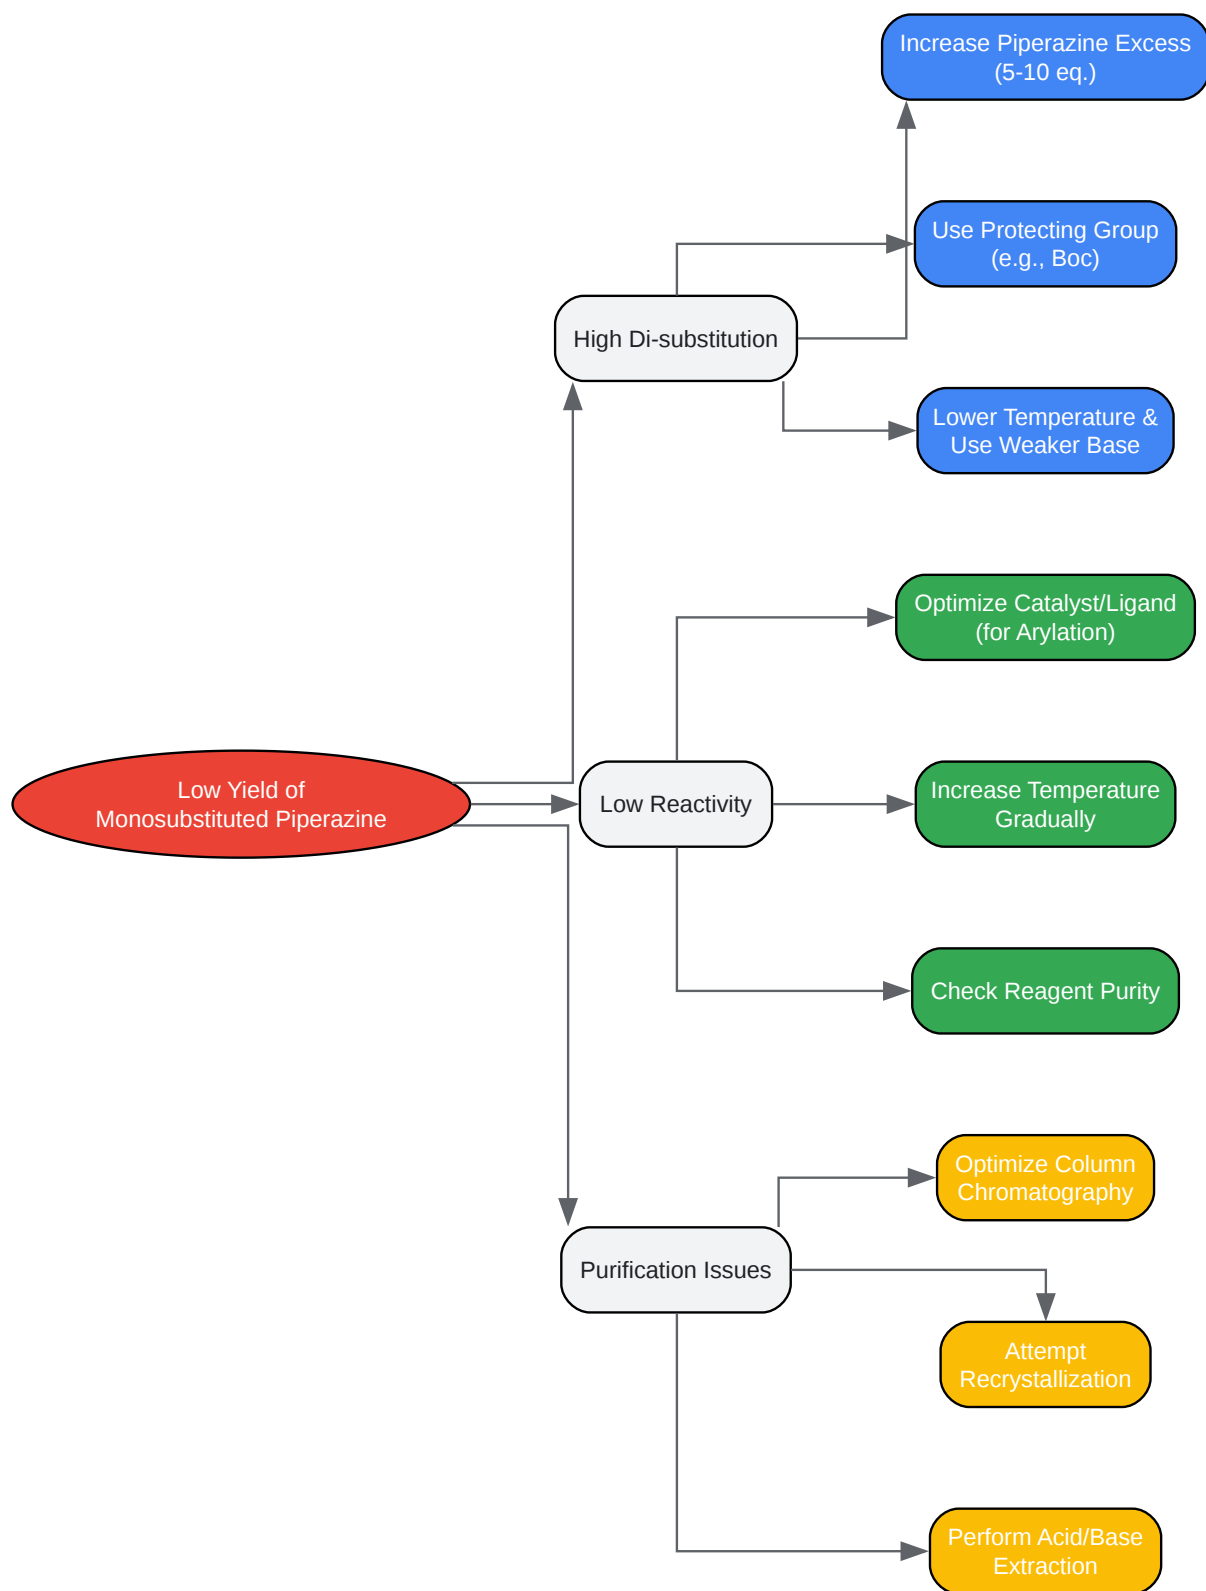 Increase Piperazine Excess
(5-10 eq.)
Use Protecting Group
(e.g., Boc)
High Di-substitution
Lower Temperature &
Use Weaker Base
Optimize Catalyst/Ligand
(for Arylation)
Low Yield of
Monosubstituted Piperazine
Low Reactivity
Increase Temperature
Gradually
Check Reagent Purity
Optimize Column
Chromatography
Purification Issues
Attempt
Recrystallization
Perform Acid/Base
Extraction